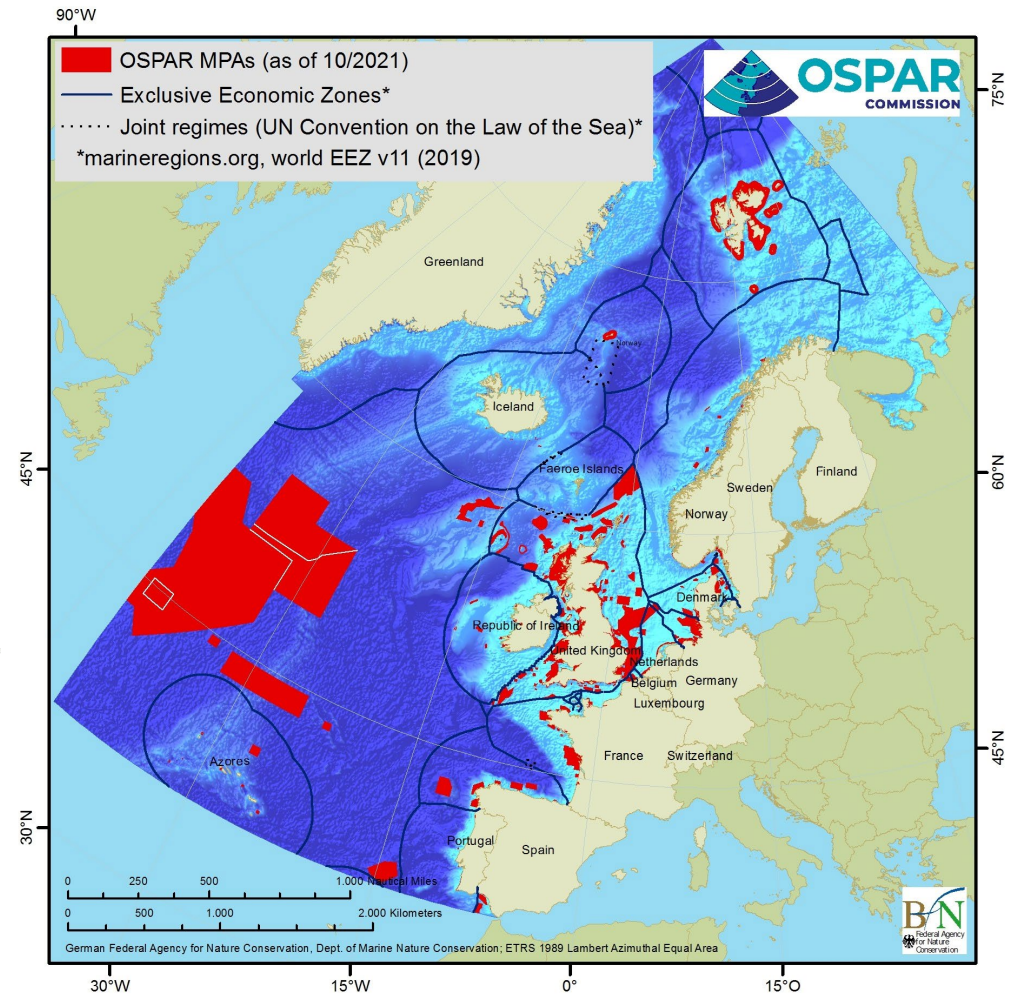 90°W
OSPAR MPAs (as of 10/2021)
Exclusive Economic Zones*
Joint regimes (UN Convention on the Law of the Sea)*
*marineregions.org, world EEZ v11 (2019)
OSPAR
COMMISSION
75°N
Greenland
Norway
Iceland
45°N
Faeroe Islands
Finland
60°N
Sweden
Norway
Denmark
Republic of Ireland
United Kingdom
Netherlands
Belgium
Germany
Luxembourg
France
Switzerland
45°N
Azores
30°N
Portugal
Spain
0 250 500 1.000 Nautical Miles
0 500 1.000 2.000 Kilometers
German Federal Agency for Nature Conservation, Dept. of Marine Nature Conservation; ETRS 1989 Lambert Azimuthal Equal Area
BfN
Federal Agency
for Nature
Conservation
30°W 15°W 0° 15°O